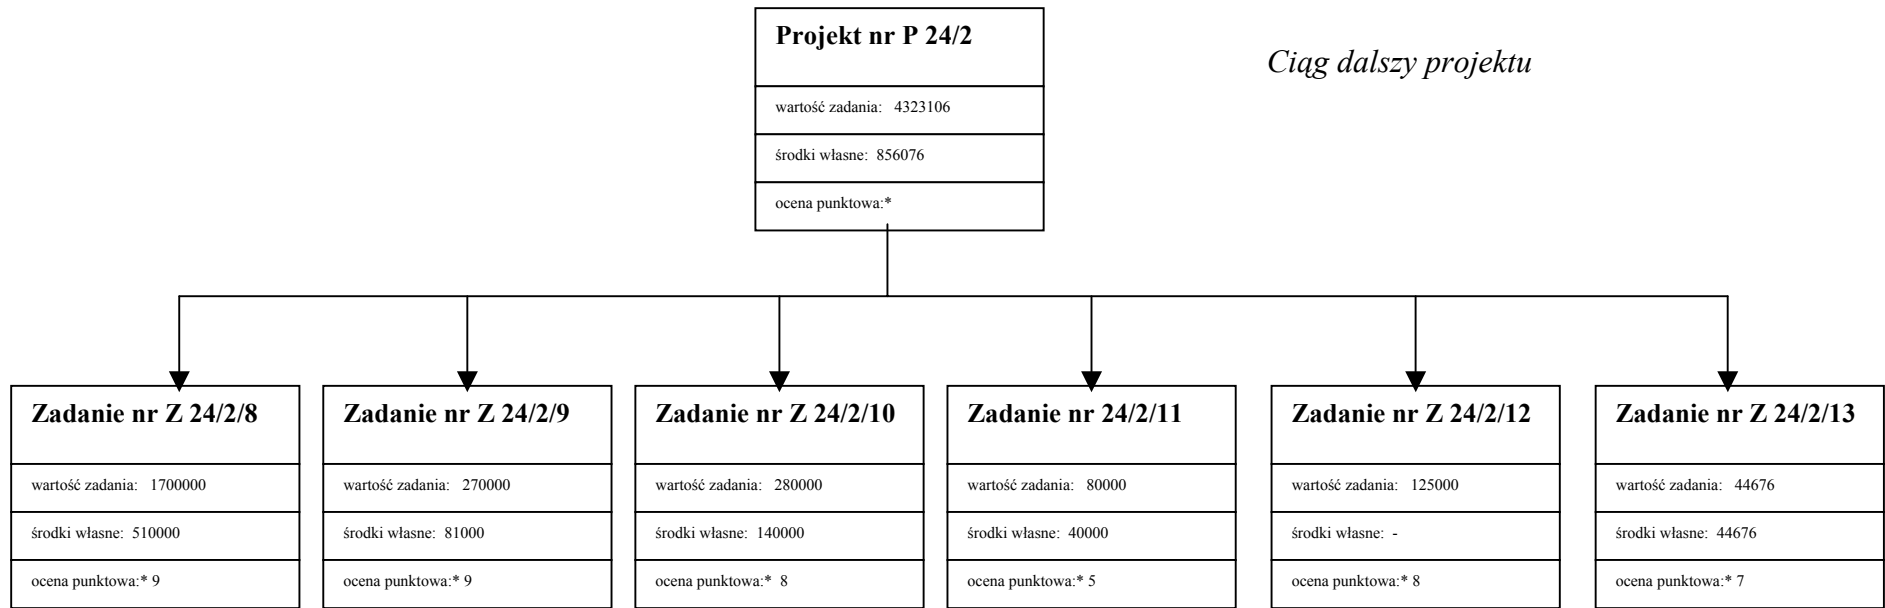 Projekt nr P 24/2
wartość zadania: 4323106
środki własne: 856076
ocena punktowa:*
Ciąg dalszy projektu
Zadanie nr Z 24/2/8
wartość zadania: 1700000
środki własne: 510000
ocena punktowa:* 9
Zadanie nr Z 24/2/9
wartość zadania: 270000
środki własne: 81000
ocena punktowa:* 9
Zadanie nr Z 24/2/10
wartość zadania: 280000
środki własne: 140000
ocena punktowa:* 8
Zadanie nr 24/2/11
wartość zadania: 80000
środki własne: 40000
ocena punktowa:* 5
Zadanie nr Z 24/2/12
wartość zadania: 125000
środki własne: -
ocena punktowa:* 8
Zadanie nr Z 24/2/13
wartość zadania: 44676
środki własne: 44676
ocena punktowa:* 7